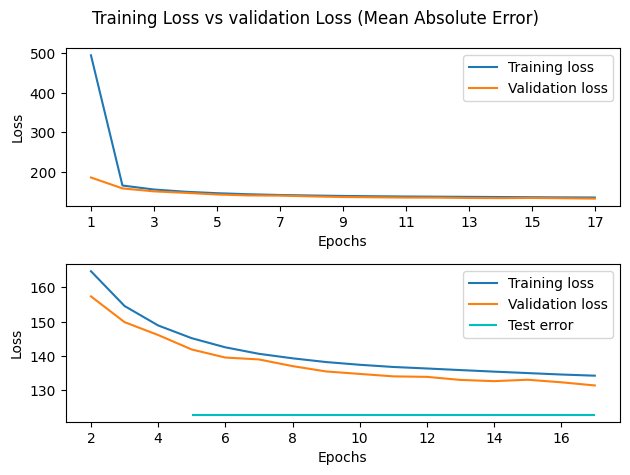 Training Loss vs validation Loss (Mean Absolute Error)
500
400
300
200
Loss
Training loss
Validation loss
1 3 5 7 9 11 13 15 17
Epochs
160
150
140
130
Loss
Training loss
Validation loss
Test error
2 4 6 8 10 12 14 16
Epochs